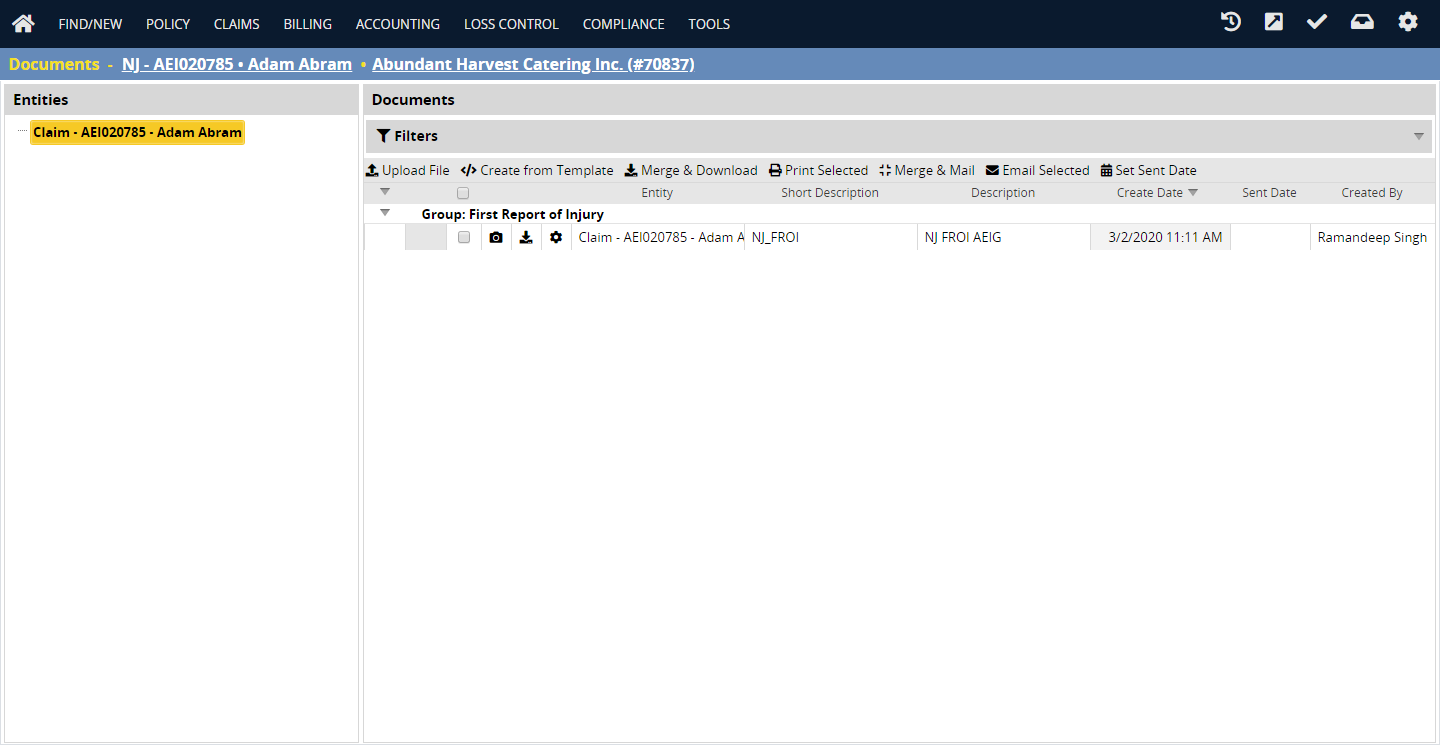 FIND/NEW POLICY CLAIMS BILLING ACCOUNTING LOSS CONTROL COMPLIANCE TOOLS
Documents - NJ - AEI020785 • Adam Abram • Abundant Harvest Catering Inc. (#70837)
Entities
Claim - AEI020785 - Adam Abram
Documents
Filters
Upload File Create from Template Merge & Download Print Selected Merge & Mail Email Selected Set Sent Date
Entity Short Description Description Create Date Sent Date Created By
Group: First Report of Injury
Claim - AEI020785 - Adam A NJ_FROI NJ FROI AEIG 3/2/2020 11:11 AM Ramandeep Singh